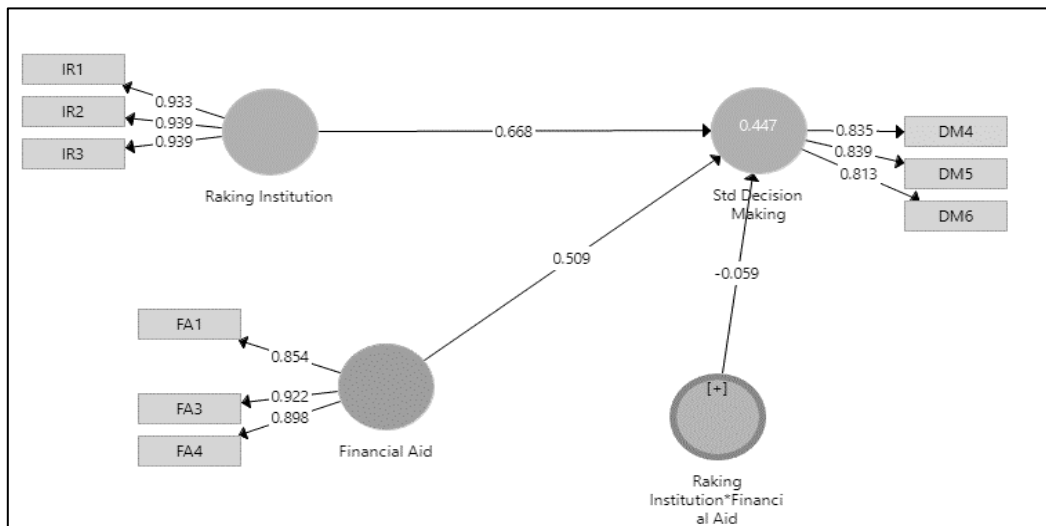 IR1
IR2
IR3
0.933
0.939
0.939
Raking Institution
0.668
0.447
Std Decision
Making
0.835
0.839
0.813
DM4
DM5
DM6
0.509
-0.059
FA1
FA3
FA4
0.854
0.922
0.898
Financial Aid
[+]
Raking
Institution*Financi
al Aid